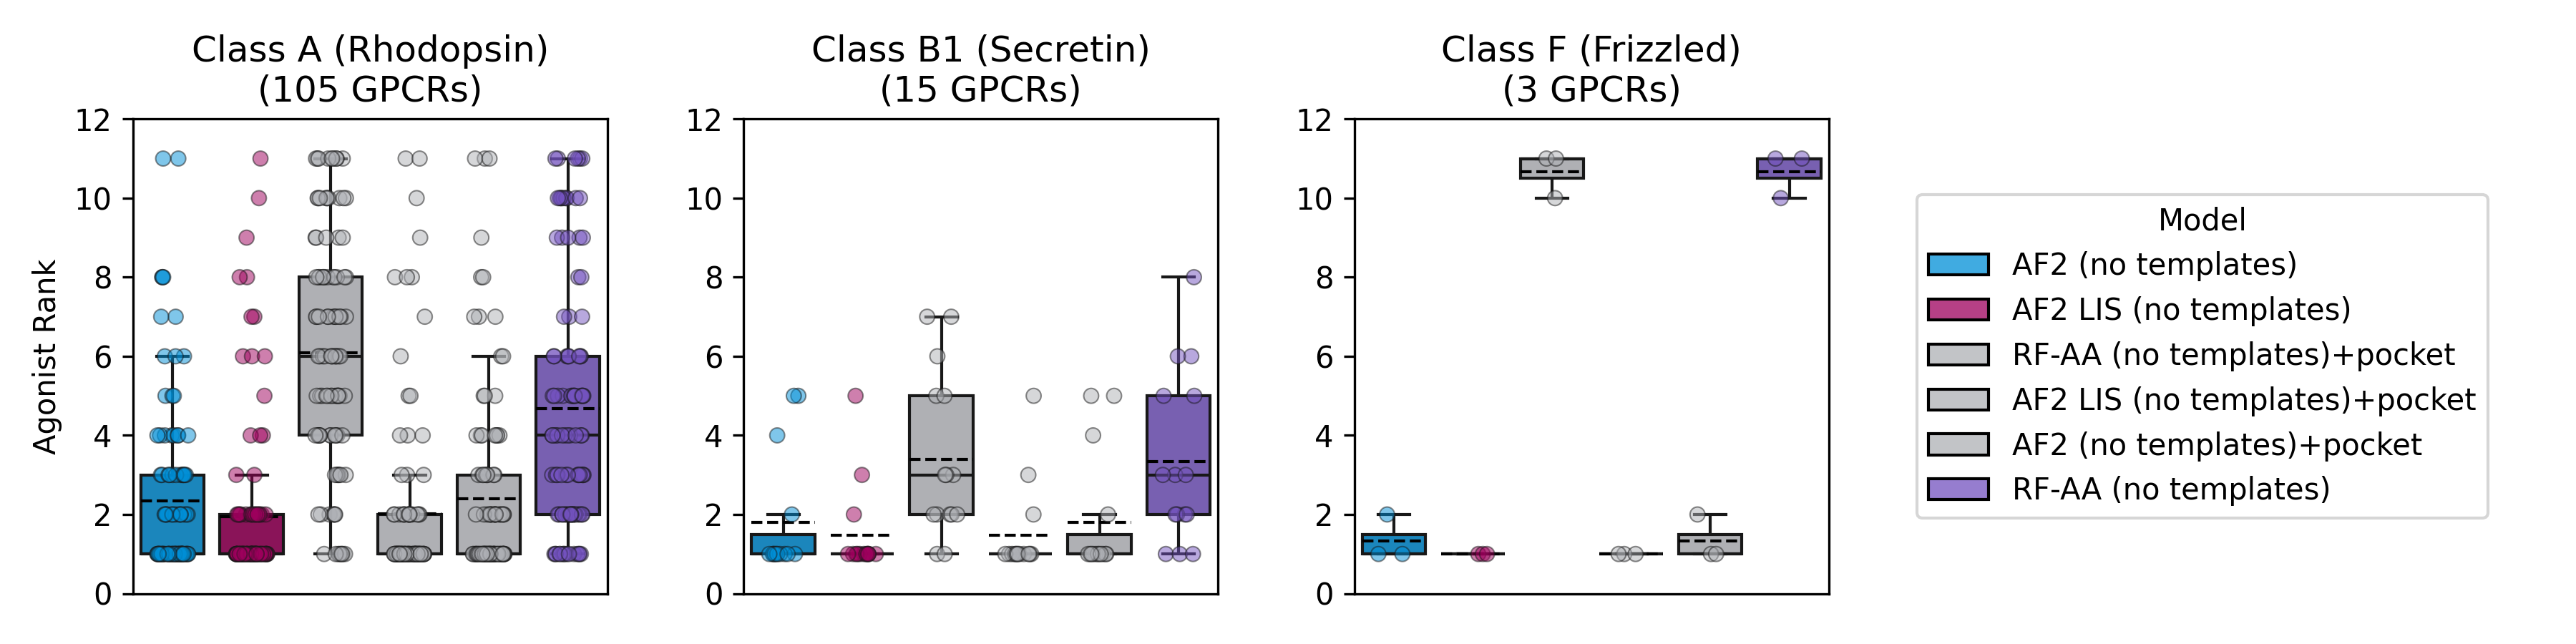 Class A (Rhodopsin)
(105 GPCRs)
Class B1 (Secretin)
(15 GPCRs)
Class F (Frizzled)
(3 GPCRs)
Agonist Rank
12
10
8
6
4
2
0
12
10
8
6
4
2
0
12
10
8
6
4
2
0
Model
AF2 (no templates)
AF2 LIS (no templates)
RF-AA (no templates)+pocket
AF2 LIS (no templates)+pocket
AF2 (no templates)+pocket
RF-AA (no templates)